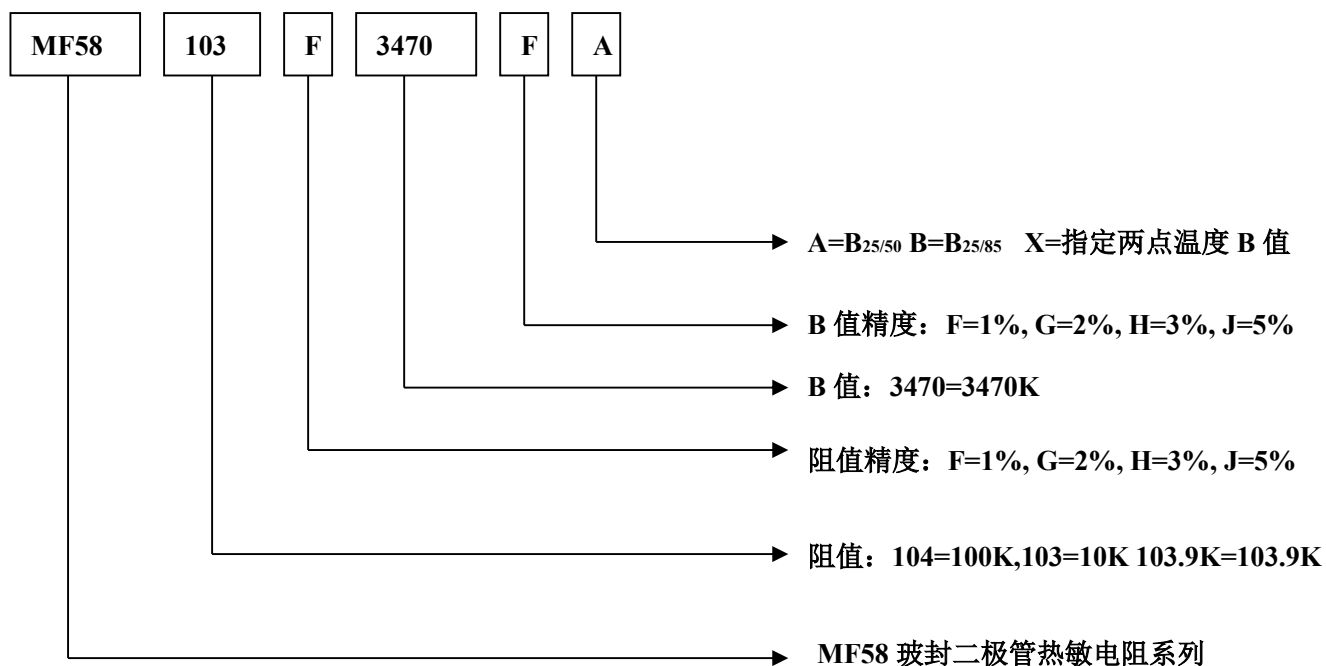 MF58 103 F 3470 F A
A=B25/50 B=B25/85 X=指定两点温度 B 值
B 值精度：F=1%, G=2%, H=3%, J=5%
B 值：3470=3470K
阻值精度：F=1%, G=2%, H=3%, J=5%
阻值：104=100K,103=10K 103.9K=103.9K
MF58 玻封二极管热敏电阻系列